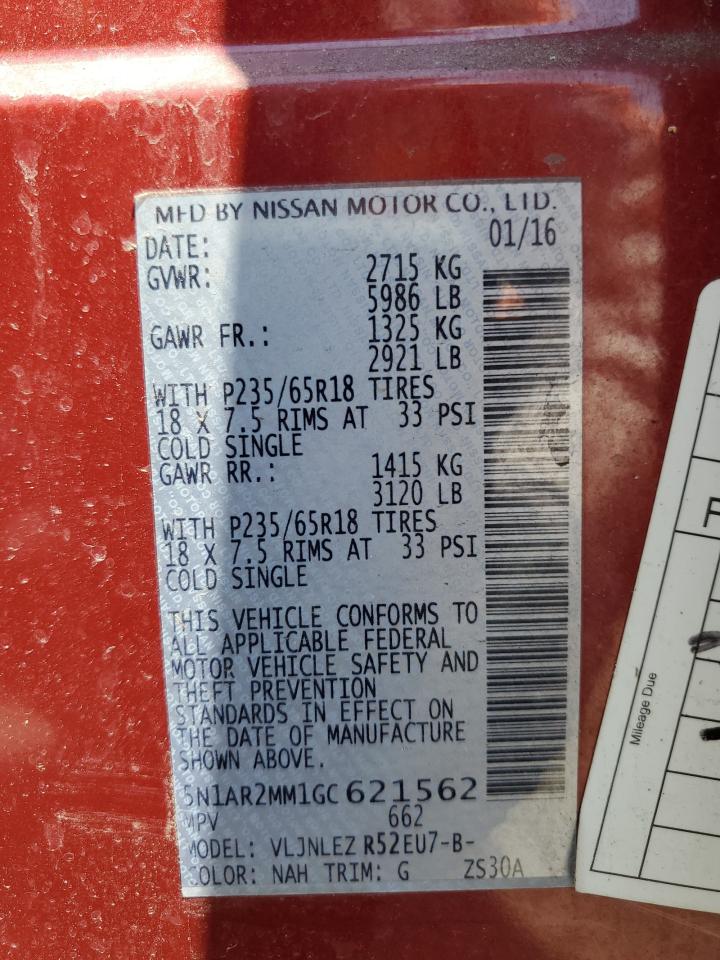 MFD BY NISSAN MOTOR CO., LTD.
DATE: 01/16
GVWR: 2715 KG
5986 LB
GAWR FR.: 1325 KG
2921 LB
WITH P235/65R18 TIRES
18 X 7.5 RIMS AT 33 PSI
COLD SINGLE
GAWR RR.: 1415 KG
3120 LB
WITH P235/65R18 TIRES
18 X 7.5 RIMS AT 33 PSI
COLD SINGLE
THIS VEHICLE CONFORMS TO
ALL APPLICABLE FEDERAL
MOTOR VEHICLE SAFETY AND
THEFT PREVENTION
STANDARDS IN EFFECT ON
THE DATE OF MANUFACTURE
SHOWN ABOVE.
5N1AR2MM1GC621562
MPV 662
MODEL: VLJNLEZ R52EU7-B-
COLOR: NAH TRIM: G ZS30A
Mileage Due